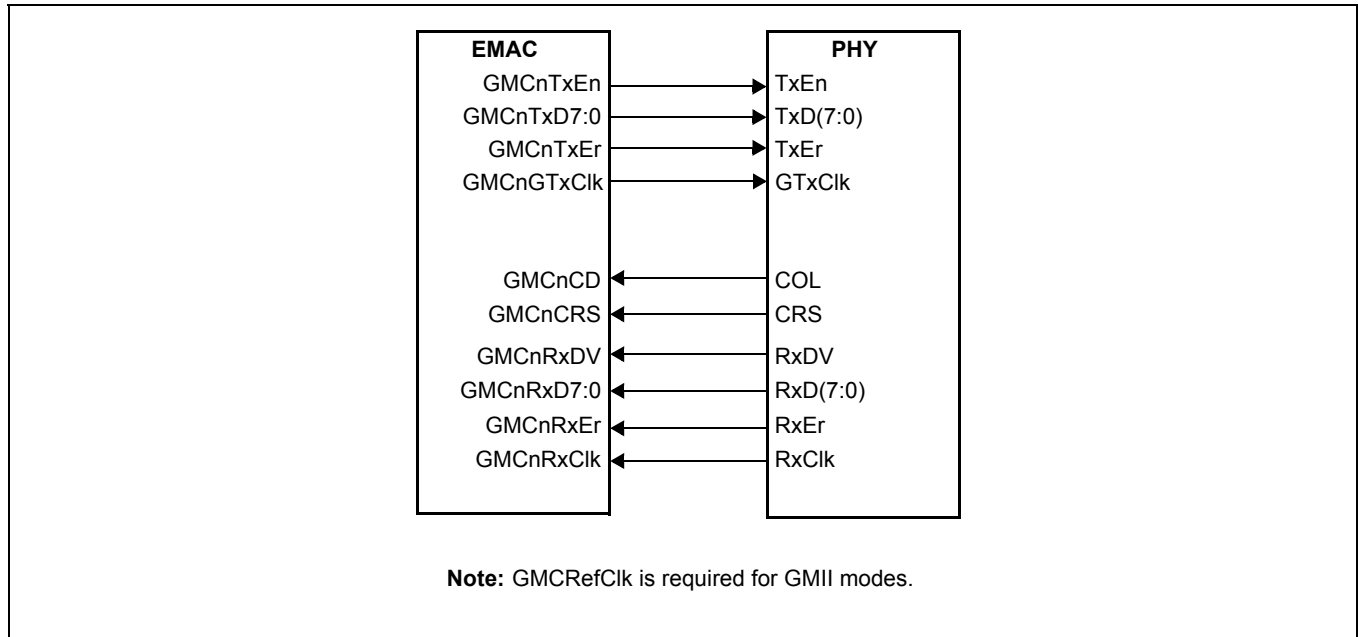 EMAC
GMCnTxEn
GMCnTxD7:0
GMCnTxEr
GMCnGTxClk
GMCnCD
GMCnCRS
GMCnRxDV
GMCnRxD7:0
GMCnRxEr
GMCnRxClk
PHY
TxEn
TxD(7:0)
TxEr
GTxClk
COL
CRS
RxDV
RxD(7:0)
RxEr
RxClk
Note: GMCRefClk is required for GMII modes.